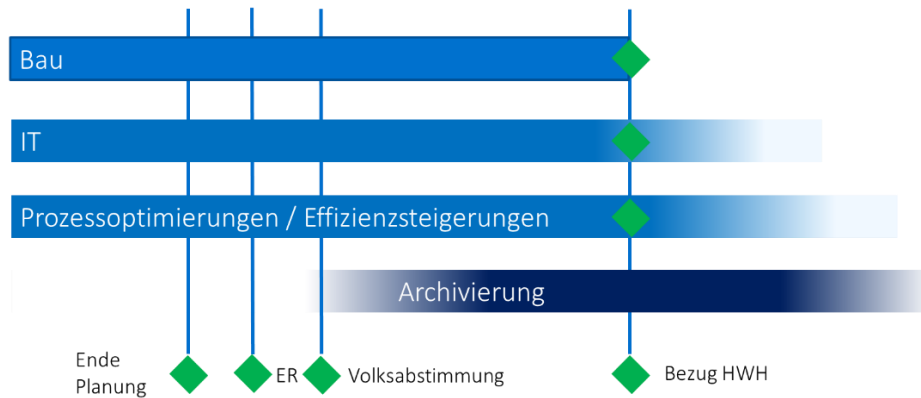 Bau
IT
Prozessoptimierungen / Effizienzsteigerungen
Archivierung
Ende
Planung
ER
Volksabstimmung
Bezug HWH